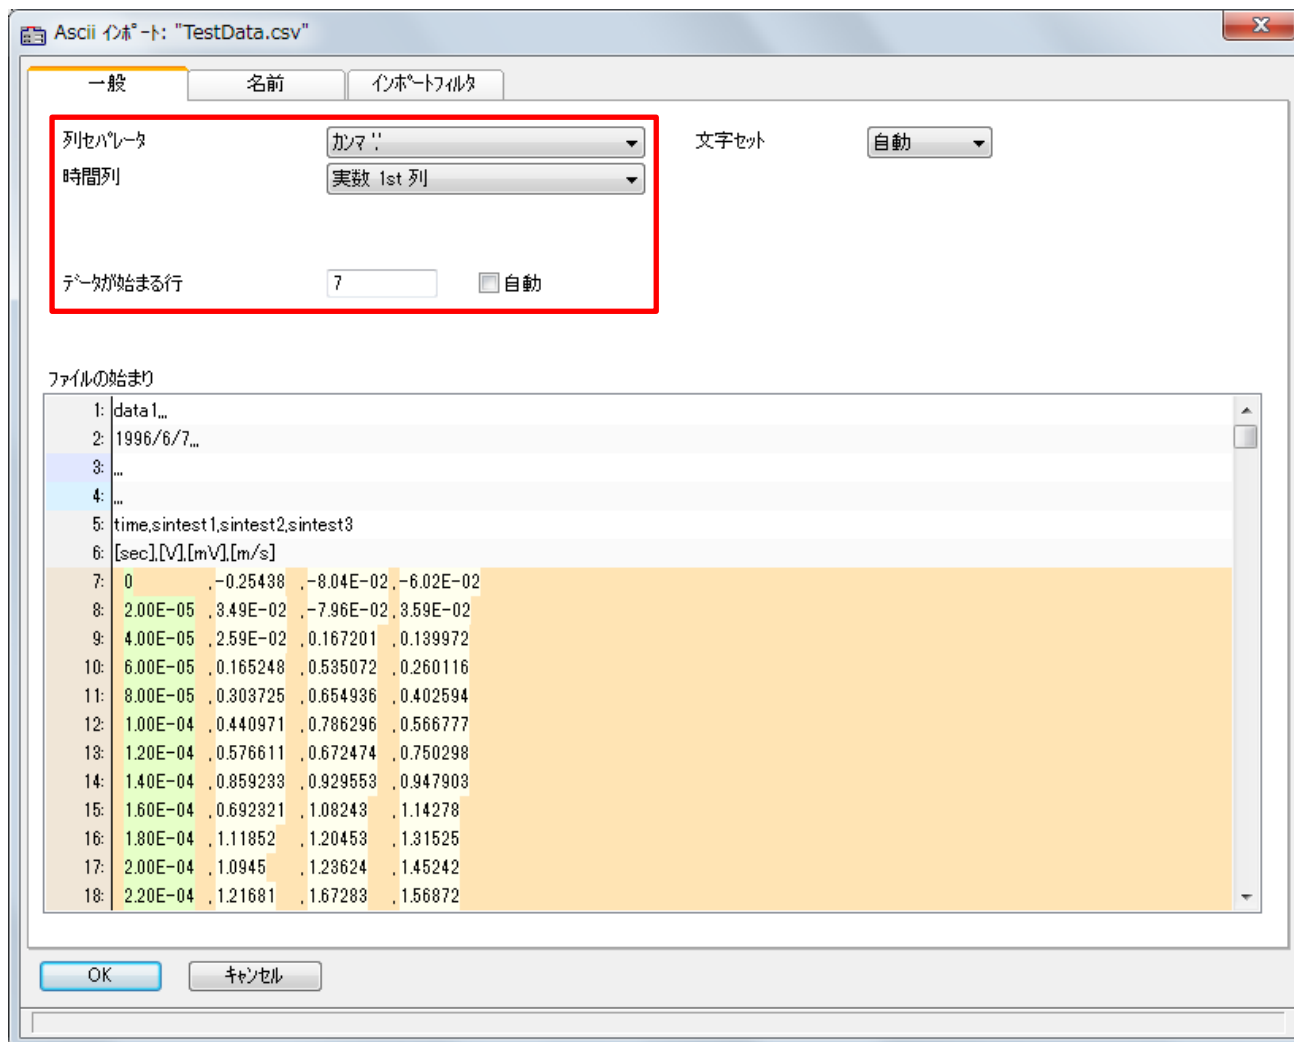 Ascii ｲﾝﾎﾟｰﾄ: "TestData.csv"
一般 名前 ｲﾝﾎﾟｰﾄﾌｨﾙﾀ
列ｾﾊﾟﾚｰﾀ ｶﾝﾏ ',' 文字ｾｯﾄ 自動
時間列 実数 1st 列
ﾃﾞｰﾀが始まる行 7 自動
ﾌｧｲﾙの始まり
1: data1,,,
2: 1996/6/7,,,
3: ,,,
4: ,,,
5: time,sintest1,sintest2,sintest3
6: [sec],[V],[mV],[m/s]
7: 0 ,-0.25438 ,-8.04E-02,-6.02E-02
8: 2.00E-05 ,3.49E-02 ,-7.96E-02,3.59E-02
9: 4.00E-05 ,2.59E-02 ,0.167201 ,0.139972
10: 6.00E-05 ,0.165248 ,0.535072 ,0.260116
11: 8.00E-05 ,0.303725 ,0.654936 ,0.402594
12: 1.00E-04 ,0.440971 ,0.786296 ,0.566777
13: 1.20E-04 ,0.576611 ,0.672474 ,0.750298
14: 1.40E-04 ,0.859233 ,0.929553 ,0.947903
15: 1.60E-04 ,0.692321 ,1.08243 ,1.14278
16: 1.80E-04 ,1.11852 ,1.20453 ,1.31525
17: 2.00E-04 ,1.0945 ,1.23624 ,1.45242
18: 2.20E-04 ,1.21681 ,1.67283 ,1.56872
OK ｷｬﾝｾﾙ